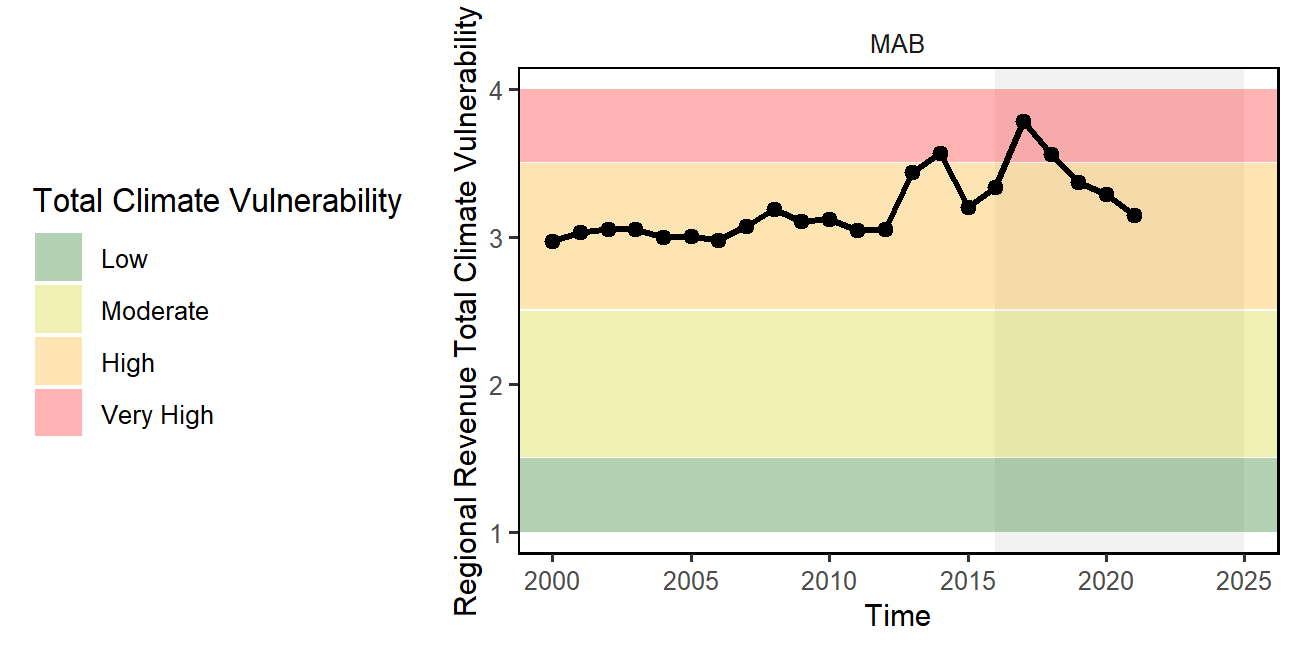 MAB
Total Climate Vulnerability
Low
Moderate
High
Very High
Regional Revenue Total Climate Vulnerability
4
3
2
1
2000 2005 2010 2015 2020 2025
Time